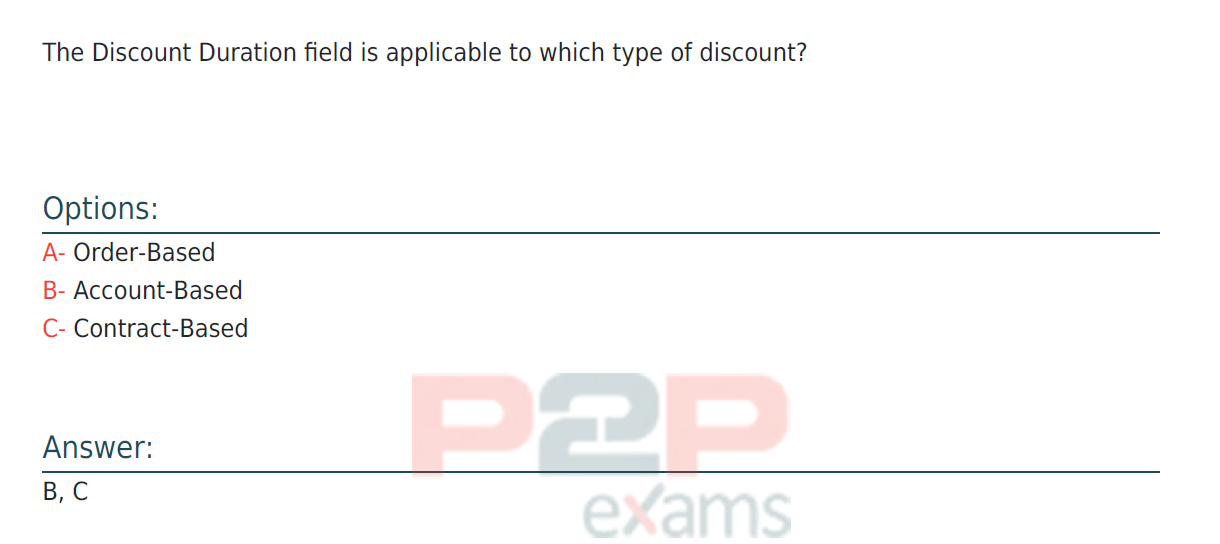 The Discount Duration field is applicable to which type of discount?
Options:
A- Order-Based
B- Account-Based
C- Contract-Based
Answer:
B, C
P2P
exams